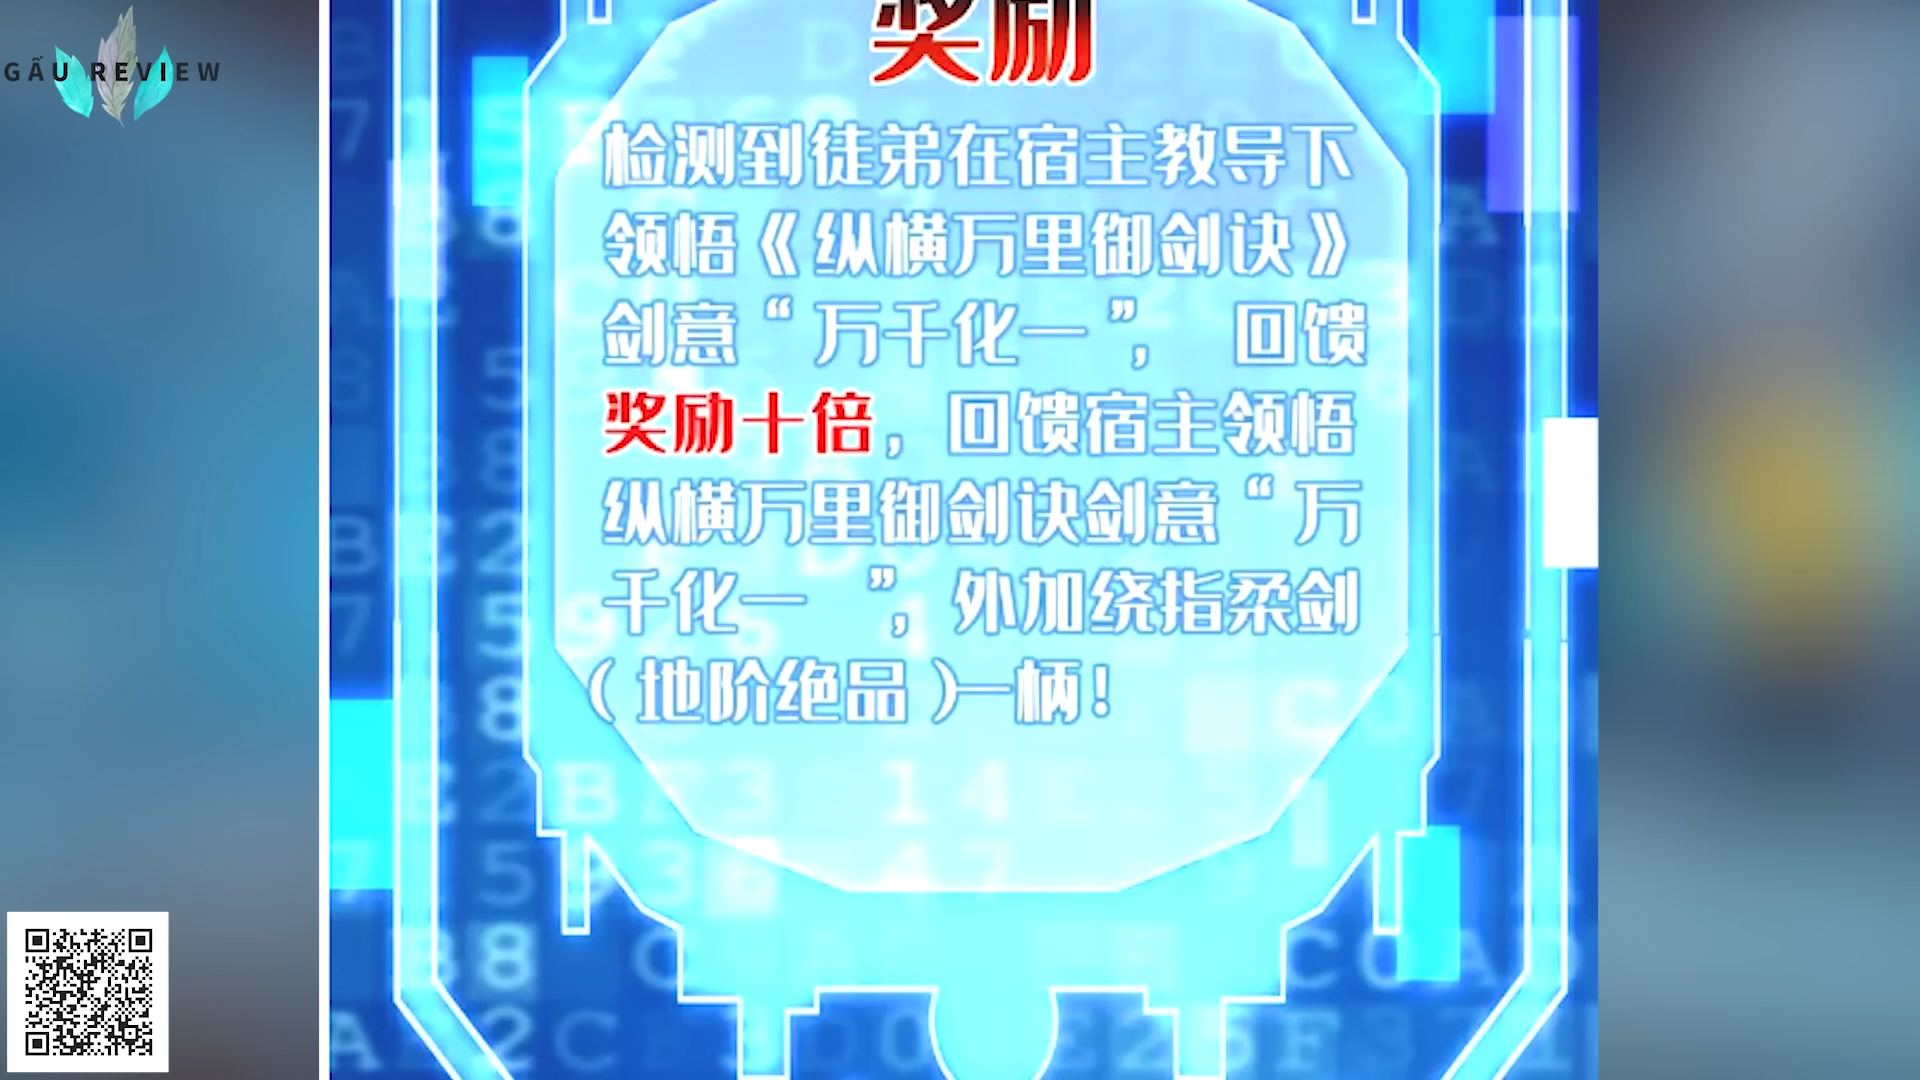 GẤU REVIEW
奖励
检测到徒弟在宿主教导下
领悟《纵横万里御剑诀》
剑意“万千化一”，回馈
奖励十倍，回馈宿主领悟
纵横万里御剑诀剑意“万
千化一”，外加绕指柔剑
（地阶绝品）一柄！